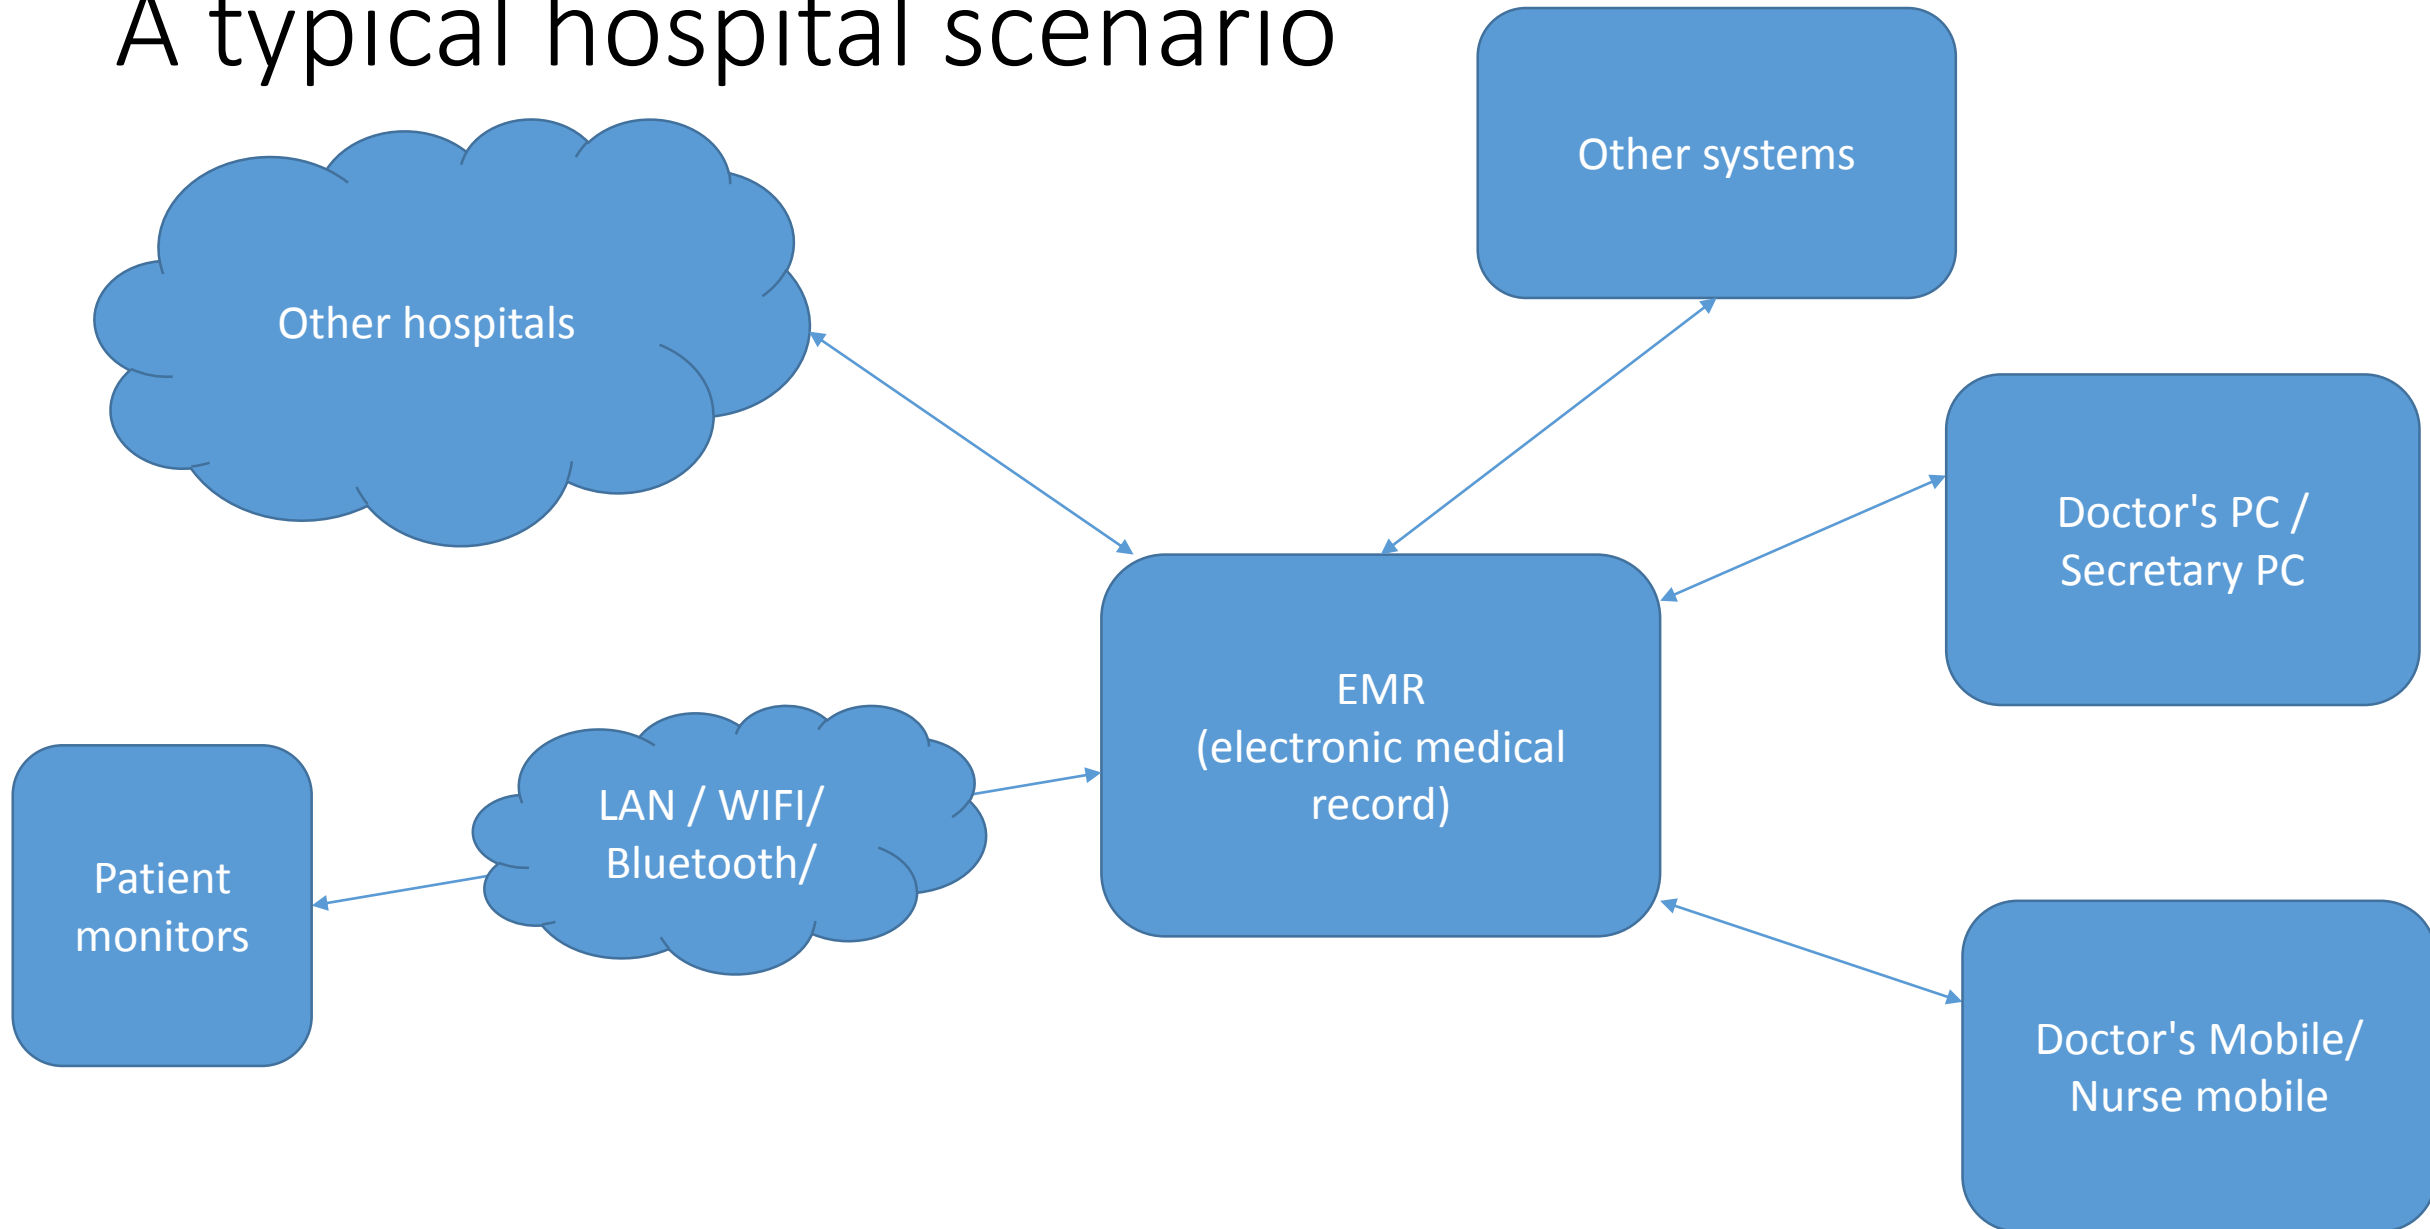 A typical hospital scenario
Other systems
Other hospitals
Doctor's PC /
Secretary PC
EMR
(electronic medical
record)
LAN / WIFI/
Bluetooth/
Patient
monitors
Doctor's Mobile/
Nurse mobile